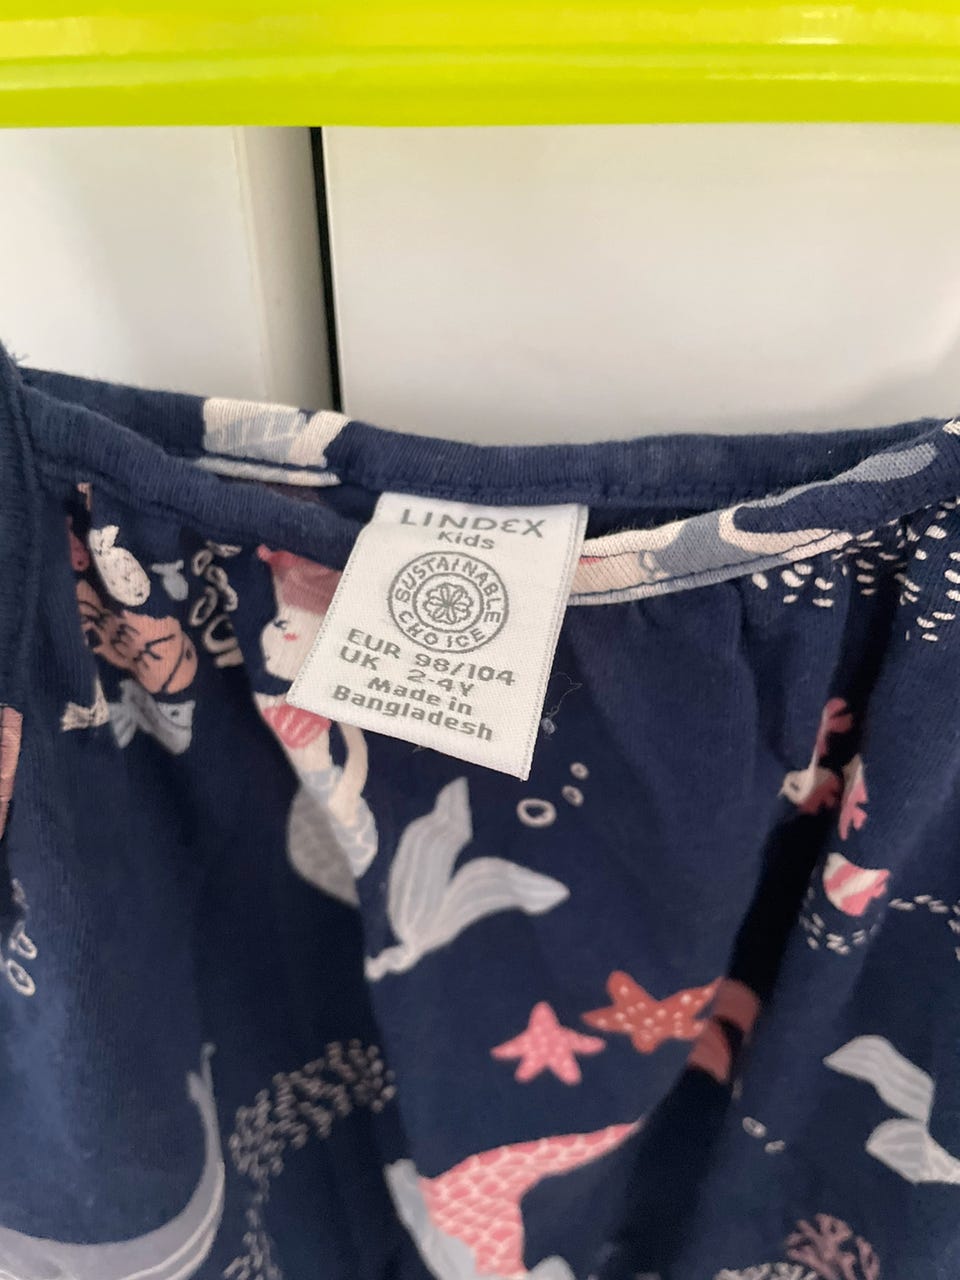 LINDEX
Kids
SUSTAINABLE
CHOICE
EUR 98/104
UK 2-4Y
Made in
Bangladesh